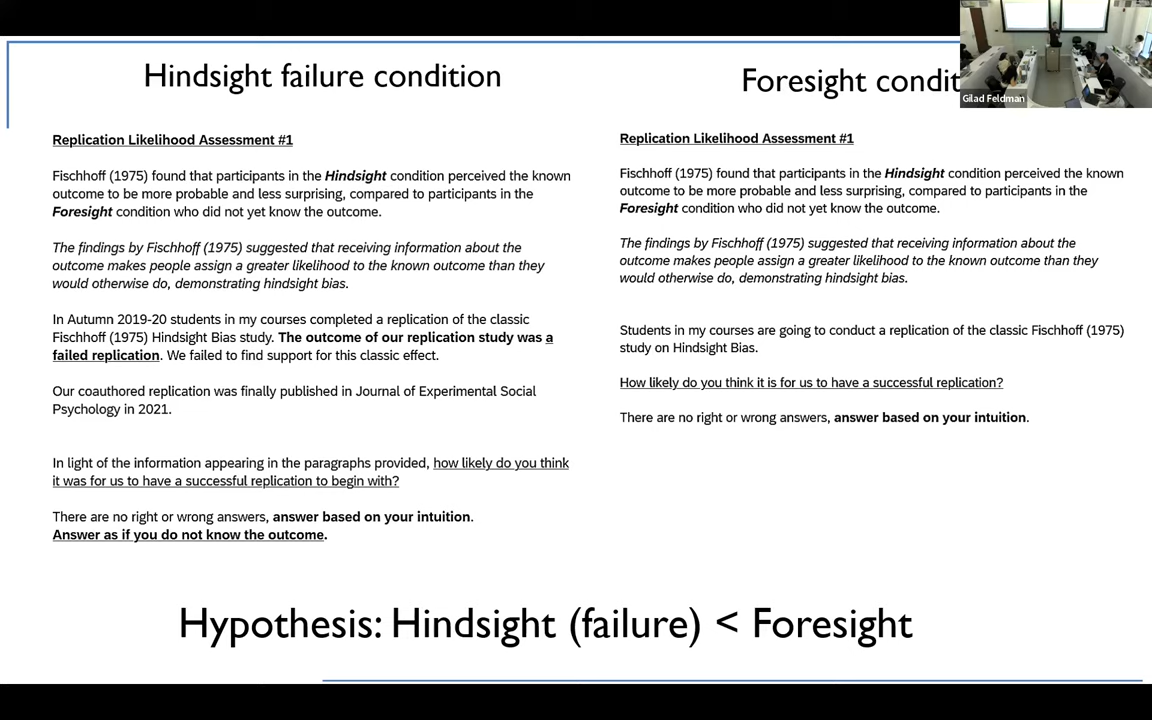 Hindsight failure condition
Replication Likelihood Assessment #1
Fischhoff (1975) found that participants in the Hindsight condition perceived the known
outcome to be more probable and less surprising, compared to participants in the
Foresight condition who did not yet know the outcome.
The findings by Fischhoff (1975) suggested that receiving information about the
outcome makes people assign a greater likelihood to the known outcome than they
would otherwise do, demonstrating hindsight bias.
In Autumn 2019-20 students in my courses completed a replication of the classic
Fischhoff (1975) Hindsight Bias study. The outcome of our replication study was a
failed replication. We failed to find support for this classic effect.
Our coauthored replication was finally published in Journal of Experimental Social
Psychology in 2021.
In light of the information appearing in the paragraphs provided, how likely do you think
it was for us to have a successful replication to begin with?
There are no right or wrong answers, answer based on your intuition.
Answer as if you do not know the outcome.
Foresight condit
Gilad Feldman
Replication Likelihood Assessment #1
Fischhoff (1975) found that participants in the Hindsight condition perceived the known
outcome to be more probable and less surprising, compared to participants in the
Foresight condition who did not yet know the outcome.
The findings by Fischhoff (1975) suggested that receiving information about the
outcome makes people assign a greater likelihood to the known outcome than they
would otherwise do, demonstrating hindsight bias.
Students in my courses are going to conduct a replication of the classic Fischhoff (1975)
study on Hindsight Bias.
How likely do you think it is for us to have a successful replication?
There are no right or wrong answers, answer based on your intuition.
Hypothesis: Hindsight (failure) < Foresight